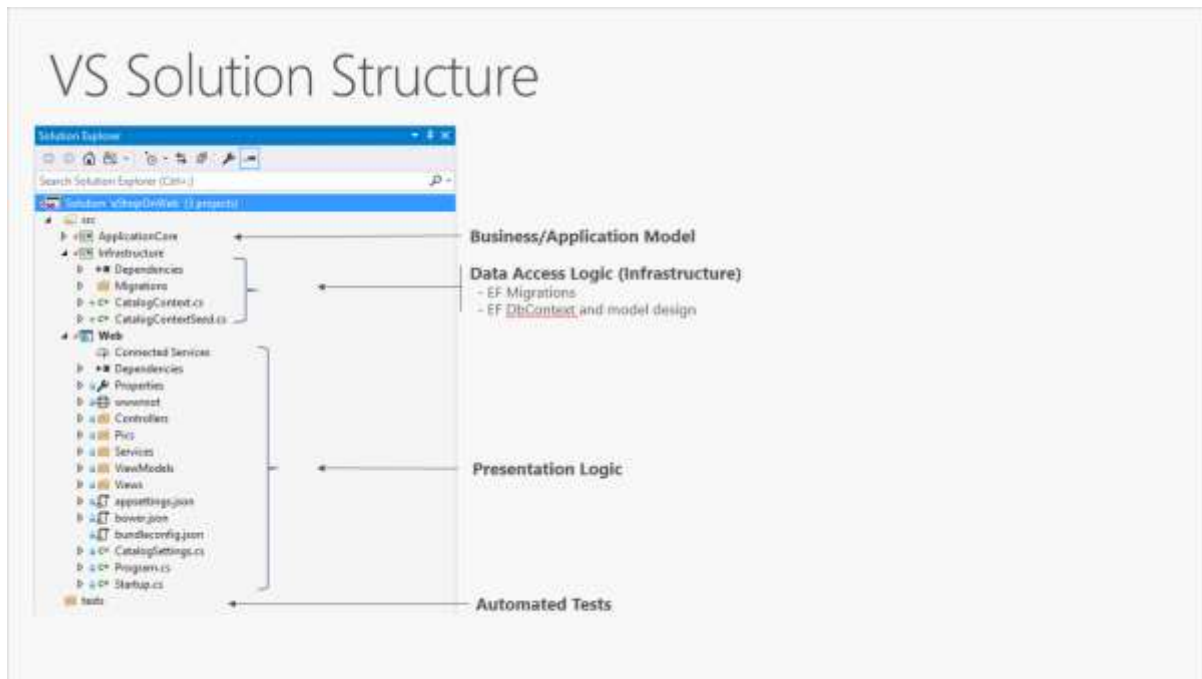 VS Solution Structure
Solution Explorer
Search Solution Explorer (Ctrl+;)
Solution 'eShopOnWeb' (3 projects)
src
ApplicationCore
Business/Application Model
Infrastructure
Dependencies
Data Access Logic (Infrastructure)
Migrations
- EF Migrations
CatalogContext.cs
- EF DbContext and model design
CatalogContextSeed.cs
Web
Connected Services
Dependencies
Properties
wwwroot
Controllers
Pics
Services
ViewModels
Presentation Logic
Views
appsettings.json
bower.json
bundleconfig.json
CatalogSettings.cs
Program.cs
Startup.cs
tests
Automated Tests